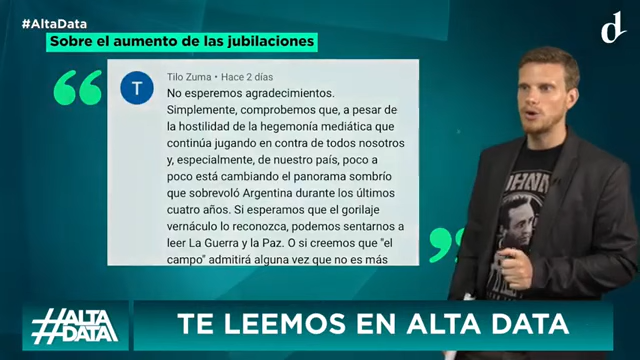 #AltaData
Sobre el aumento de las jubilaciones
d
T
Tilo Zuma • Hace 2 días
No esperemos agradecimientos.
Simplemente, comprobemos que, a pesar de
la hostilidad de la hegemonía mediática que
continúa jugando en contra de todos nosotros
y, especialmente, de nuestro país, poco a
poco está cambiando el panorama sombrío
que sobrevoló Argentina durante los últimos
cuatro años. Si esperamos que el gorilaje
vernáculo lo reconozca, podemos sentarnos a
leer La Guerra y la Paz. O si creemos que "el
campo" admitirá alguna vez que no es más
JOHNNY
#ALTA
DATA
TE LEEMOS EN ALTA DATA